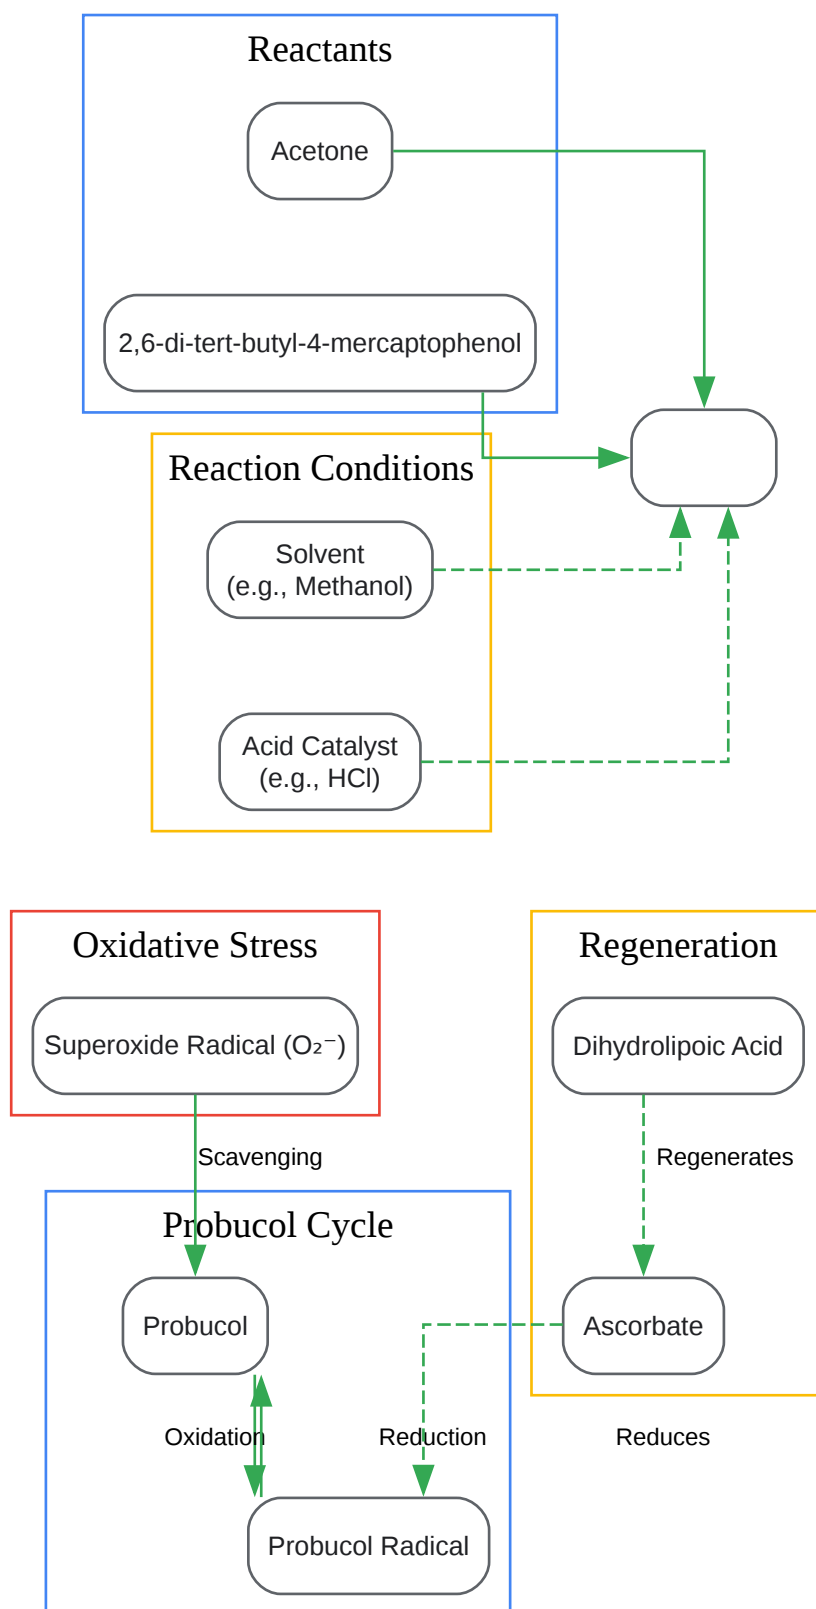 Reactants
Acetone
2,6-di-tert-butyl-4-mercaptophenol
Reaction Conditions
Solvent
(e.g., Methanol)
Acid Catalyst
(e.g., HCl)
Oxidative Stress
Superoxide Radical (O₂⁻)
Scavenging
Regeneration
Dihydrolipoic Acid
Regenerates
Probucol Cycle
Probucol
Ascorbate
Oxidation
Reduction
Reduces
Probucol Radical